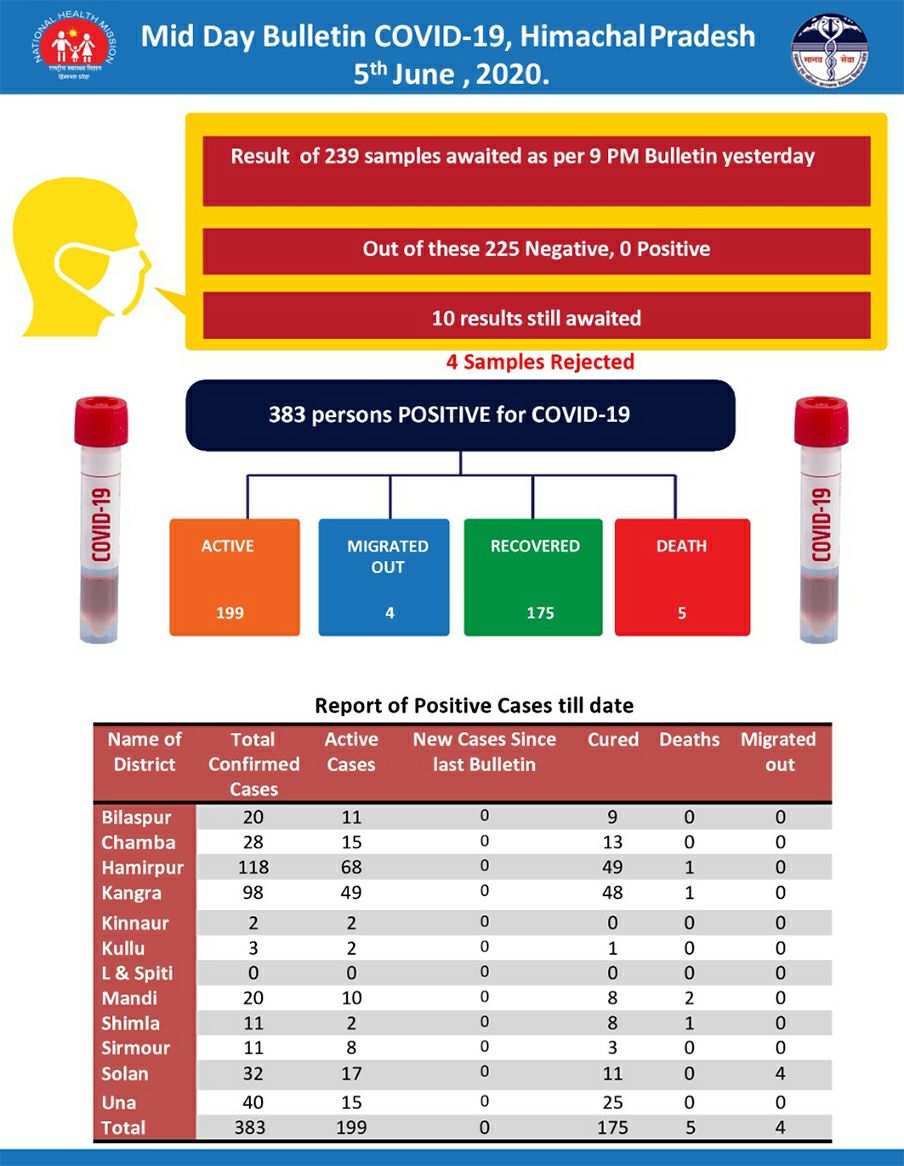 NATIONAL HEALTH MISSION
राष्ट्रीय स्वास्थ्य मिशन
हिमाचल प्रदेश
Mid Day Bulletin COVID-19, Himachal Pradesh
5th June , 2020.
मानव सेवा
Result of 239 samples awaited as per 9 PM Bulletin yesterday
Out of these 225 Negative, 0 Positive
10 results still awaited
4 Samples Rejected
383 persons POSITIVE for COVID-19
COVID-19
COVID-19
ACTIVE
199
MIGRATED
OUT
4
RECOVERED
175
DEATH
5
Report of Positive Cases till date
Name of District Total Confirmed Cases Active Cases New Cases Since last Bulletin Cured Deaths Migrated out
Bilaspur 20 11 0 9 0 0
Chamba 28 15 0 13 0 0
Hamirpur 118 68 0 49 1 0
Kangra 98 49 0 48 1 0
Kinnaur 2 2 0 0 0 0
Kullu 3 2 0 1 0 0
L & Spiti 0 0 0 0 0 0
Mandi 20 10 0 8 2 0
Shimla 11 2 0 8 1 0
Sirmour 11 8 0 3 0 0
Solan 32 17 0 11 0 4
Una 40 15 0 25 0 0
Total 383 199 0 175 5 4